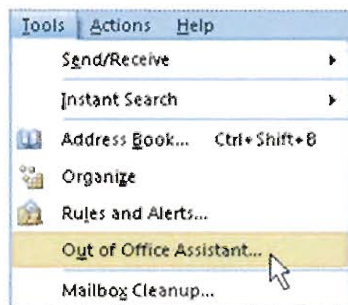 Tools Actions Help
Send/Receive
Instant Search
Address Book... Ctrl+Shift+B
Organize
Rules and Alerts...
Out of Office Assistant...
Mailbox Cleanup...